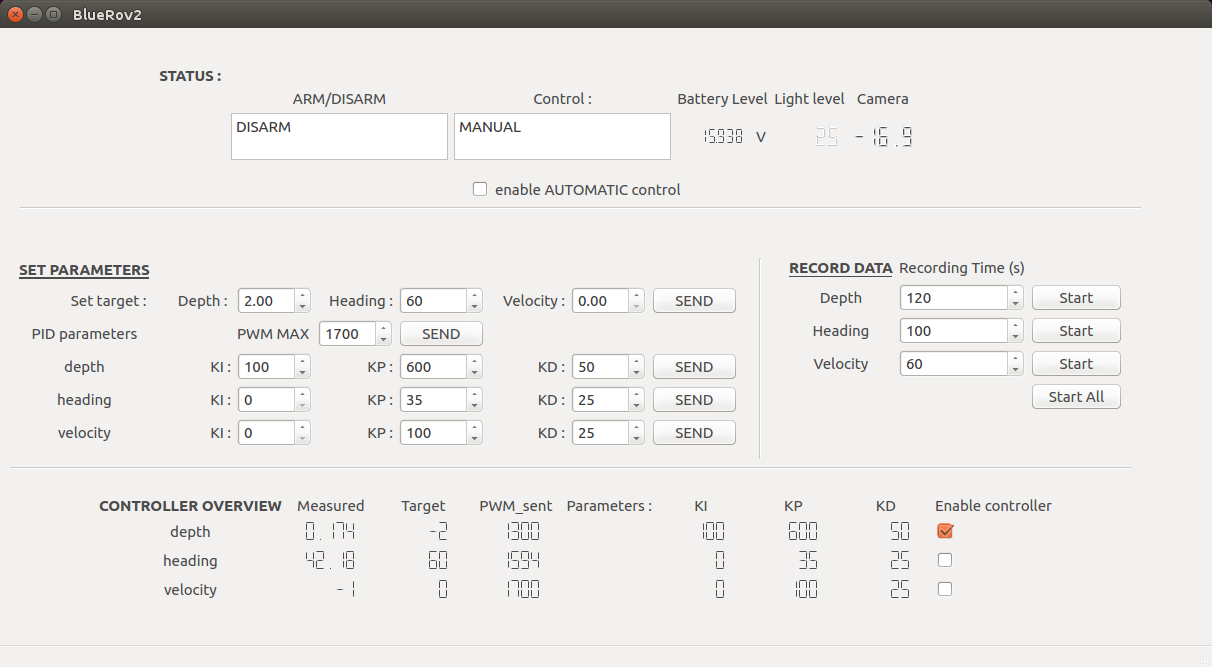 BlueRov2
STATUS :
ARM/DISARM Control : Battery Level Light level Camera
DISARM MANUAL 15.938 V 25 -16.9
enable AUTOMATIC control
SET PARAMETERS RECORD DATA Recording Time (s)
Set target : Depth : 2.00 Heading : 60 Velocity : 0.00 SEND Depth 120 Start
PID parameters PWM MAX 1700 SEND Heading 100 Start
depth KI : 100 KP : 600 KD : 50 SEND Velocity 60 Start
heading KI : 0 KP : 35 KD : 25 SEND Start All
velocity KI : 0 KP : 100 KD : 25 SEND
CONTROLLER OVERVIEW Measured Target PWM_sent Parameters : KI KP KD Enable controller
depth 0.174 -2 1300 100 600 50
heading 42.18 60 1594 0 35 25
velocity -1 0 1700 0 100 25